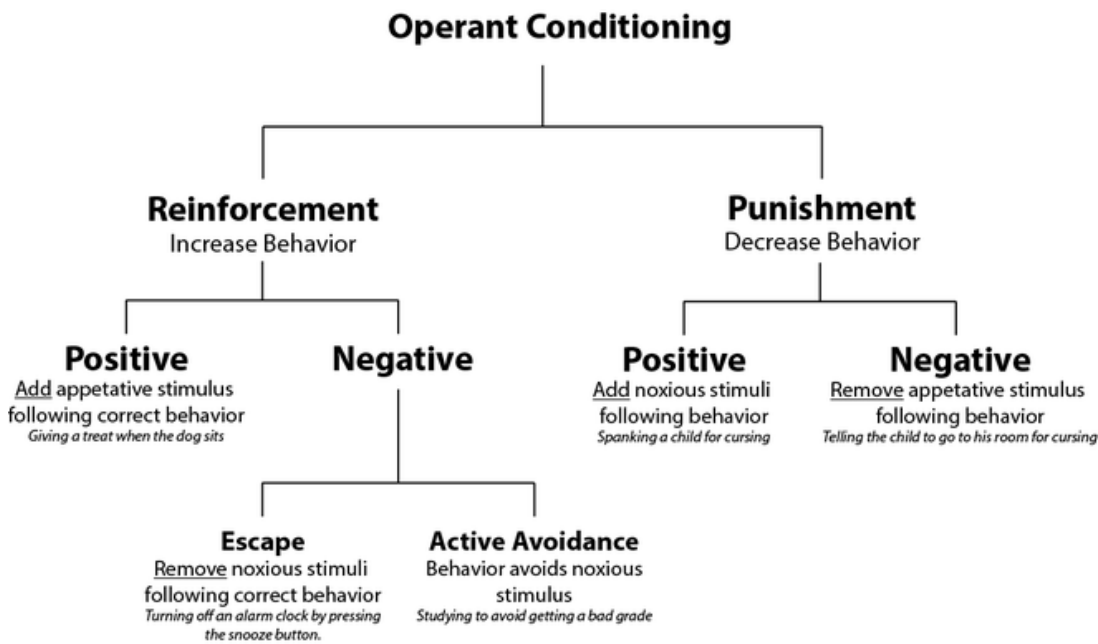 Operant Conditioning
Reinforcement
Increase Behavior
Punishment
Decrease Behavior
Positive
Add appetative stimulus
following correct behavior
Giving a treat when the dog sits
Negative
Positive
Add noxious stimuli
following behavior
Spanking a child for cursing
Negative
Remove appetative stimulus
following behavior
Telling the child to go to his room for cursing
Escape
Remove noxious stimuli
following correct behavior
Turning off an alarm clock by pressing
the snooze button.
Active Avoidance
Behavior avoids noxious
stimulus
Studying to avoid getting a bad grade